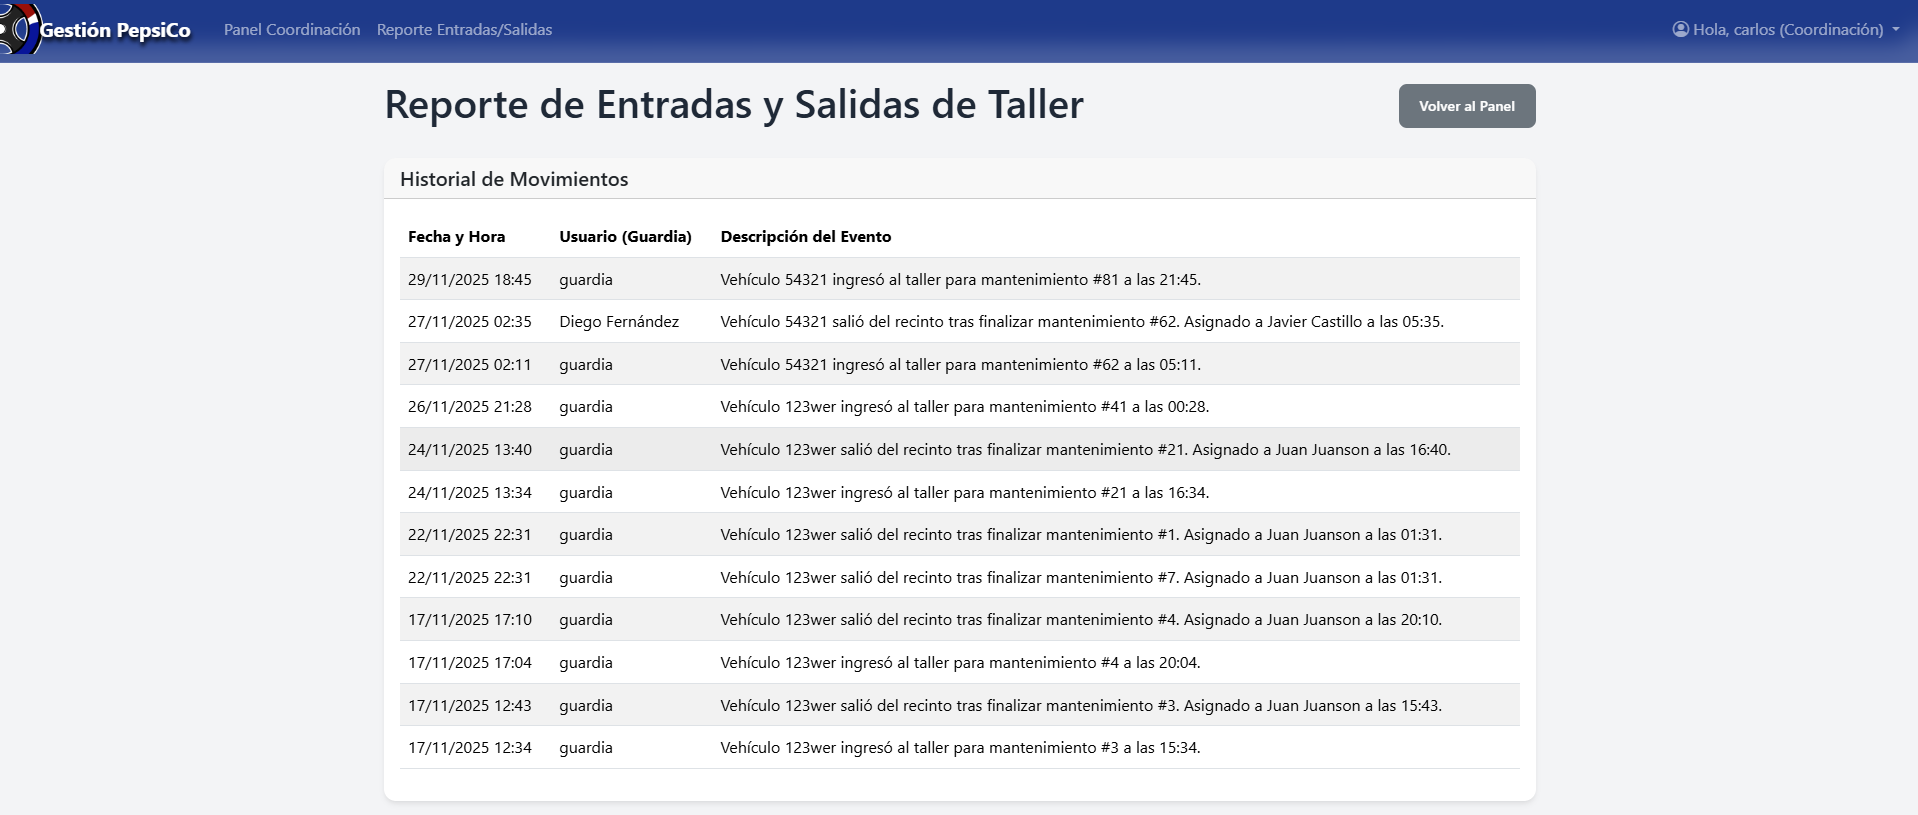 Gestión PepsiCo Panel Coordinación Reporte Entradas/Salidas Hola, carlos (Coordinación)
Reporte de Entradas y Salidas de Taller Volver al Panel
Historial de Movimientos
Fecha y Hora Usuario (Guardia) Descripción del Evento
29/11/2025 18:45 guardia Vehículo 54321 ingresó al taller para mantenimiento #81 a las 21:45.
27/11/2025 02:35 Diego Fernández Vehículo 54321 salió del recinto tras finalizar mantenimiento #62. Asignado a Javier Castillo a las 05:35.
27/11/2025 02:11 guardia Vehículo 54321 ingresó al taller para mantenimiento #62 a las 05:11.
26/11/2025 21:28 guardia Vehículo 123wer ingresó al taller para mantenimiento #41 a las 00:28.
24/11/2025 13:40 guardia Vehículo 123wer salió del recinto tras finalizar mantenimiento #21. Asignado a Juan Juanson a las 16:40.
24/11/2025 13:34 guardia Vehículo 123wer ingresó al taller para mantenimiento #21 a las 16:34.
22/11/2025 22:31 guardia Vehículo 123wer salió del recinto tras finalizar mantenimiento #1. Asignado a Juan Juanson a las 01:31.
22/11/2025 22:31 guardia Vehículo 123wer salió del recinto tras finalizar mantenimiento #7. Asignado a Juan Juanson a las 01:31.
17/11/2025 17:10 guardia Vehículo 123wer salió del recinto tras finalizar mantenimiento #4. Asignado a Juan Juanson a las 20:10.
17/11/2025 17:04 guardia Vehículo 123wer ingresó al taller para mantenimiento #4 a las 20:04.
17/11/2025 12:43 guardia Vehículo 123wer salió del recinto tras finalizar mantenimiento #3. Asignado a Juan Juanson a las 15:43.
17/11/2025 12:34 guardia Vehículo 123wer ingresó al taller para mantenimiento #3 a las 15:34.